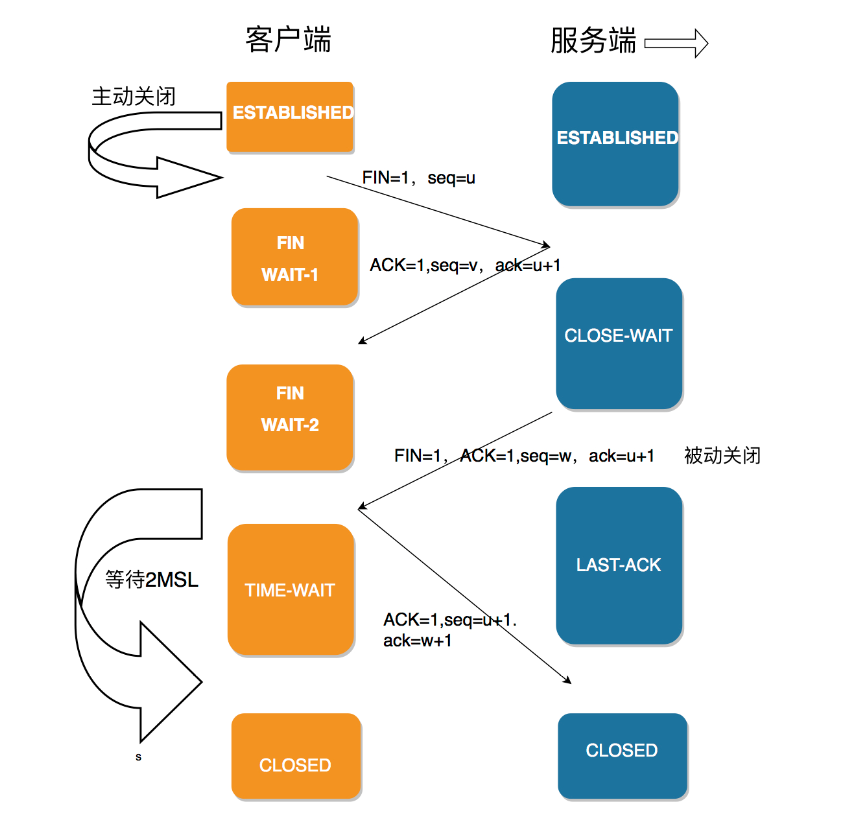 客户端
服务端
主动关闭
ESTABLISHED
ESTABLISHED
FIN=1，seq=u
FIN
WAIT-1
ACK=1,seq=v，ack=u+1
CLOSE-WAIT
FIN
WAIT-2
FIN=1，ACK=1,seq=w，ack=u+1
被动关闭
LAST-ACK
等待2MSL
TIME-WAIT
ACK=1,seq=u+1.
ack=w+1
s
CLOSED
CLOSED